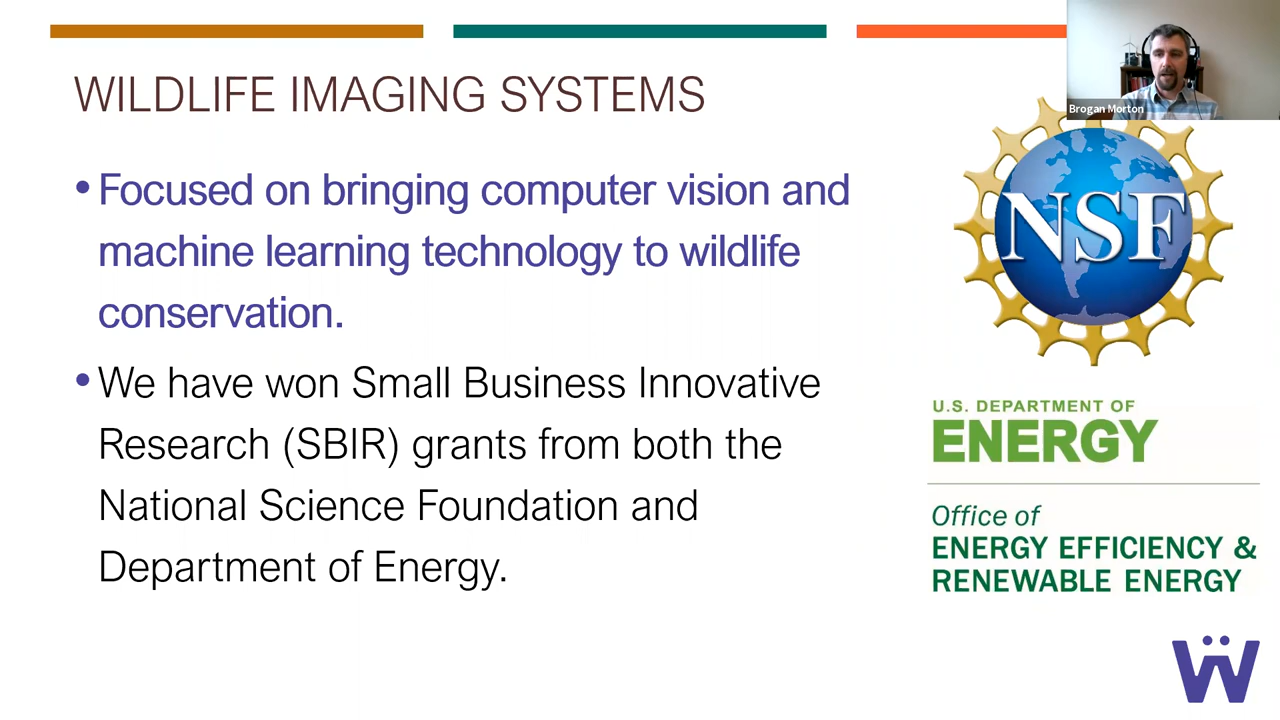 WILDLIFE IMAGING SYSTEMS
• Focused on bringing computer vision and
machine learning technology to wildlife
conservation.
• We have won Small Business Innovative
Research (SBIR) grants from both the
National Science Foundation and
Department of Energy.
Brogan Morton
NSF
U.S. DEPARTMENT OF
ENERGY
Office of
ENERGY EFFICIENCY &
RENEWABLE ENERGY
W